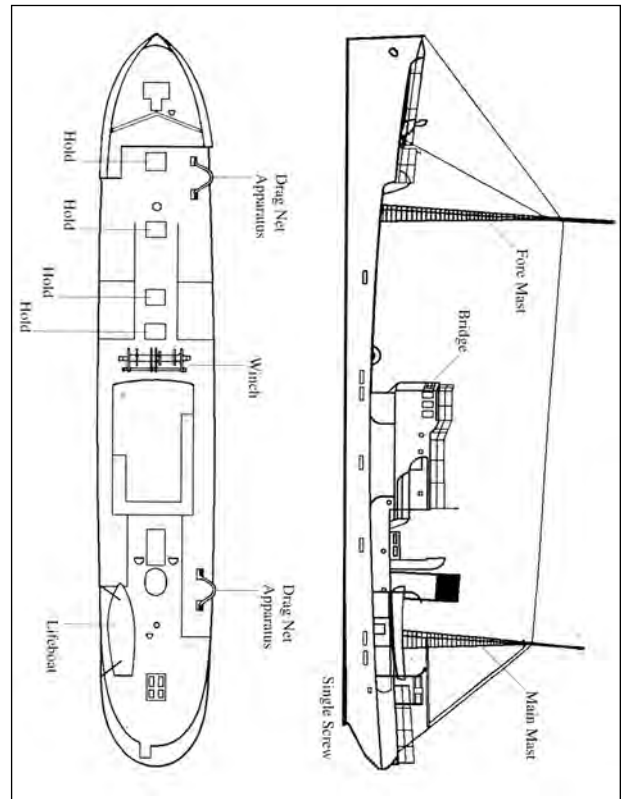 Fore Mast
Bridge
Main Mast
Single Screw
Drag Net
Apparatus
Winch
Drag Net
Apparatus
Hold
Hold
Hold
Hold
Lifeboat